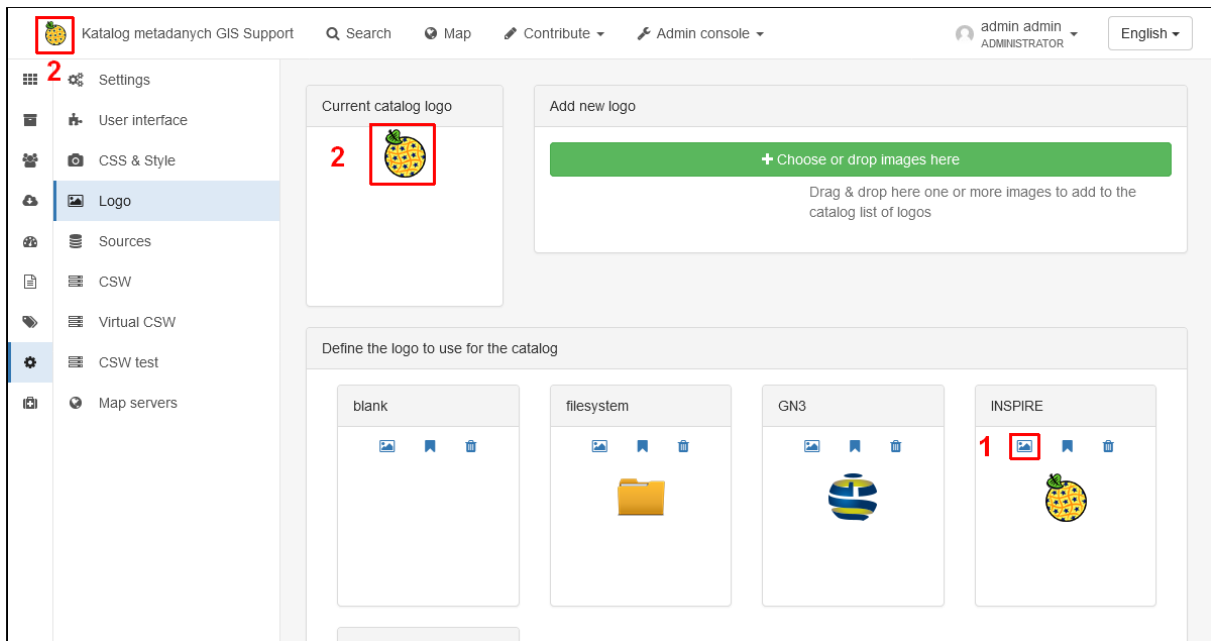 Katalog metadanych GIS Support
Search
Map
Contribute
Admin console
admin admin
ADMINISTRATOR
English
2
Settings
User interface
CSS & Style
Logo
Sources
CSW
Virtual CSW
CSW test
Map servers
Current catalog logo
2
Add new logo
+ Choose or drop images here
Drag & drop here one or more images to add to the
catalog list of logos
Define the logo to use for the catalog
blank
filesystem
GN3
INSPIRE
1